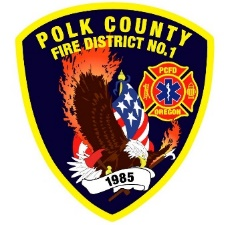 POLK COUNTY
FIRE DISTRICT NO.1
PCFD
OREGON
1985